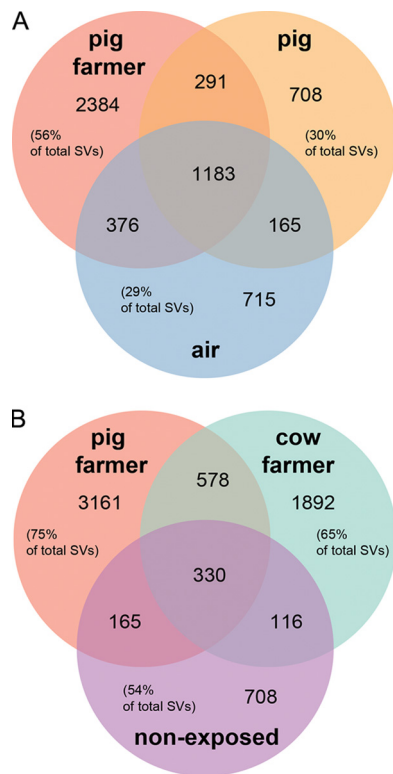 A
pig
farmer
pig
2384
291
708
(56%
of total SVs)
(30%
of total SVs)
1183
376
165
(29%
of total SVs)
715
air
B
pig
farmer
cow
farmer
3161
578
1892
(75%
of total SVs)
(65%
of total SVs)
330
165
116
(54%
of total SVs)
708
non-exposed